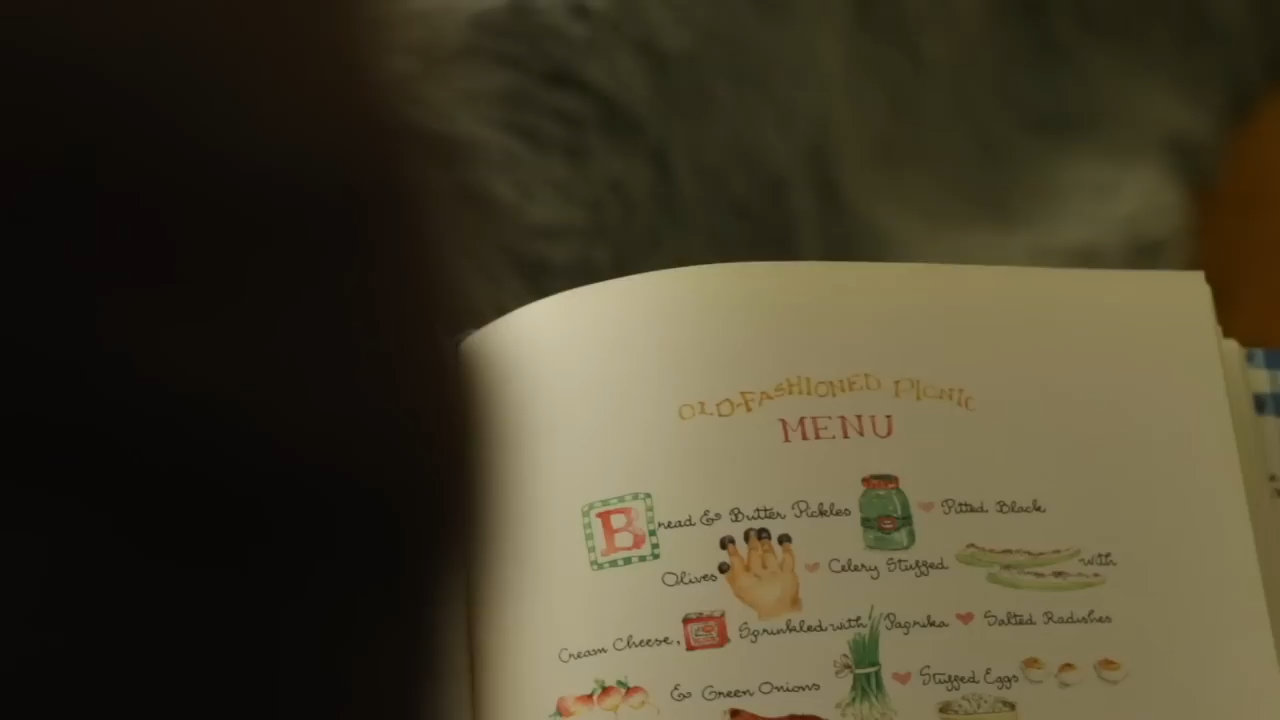 OLD-FASHIONED PICNIC
MENU
Bread & Butter Pickles Pitted Black
Olives Celery Stuffed with
Cream Cheese, Sprinkled with Paprika Salted Radishes
& Green Onions Stuffed Eggs